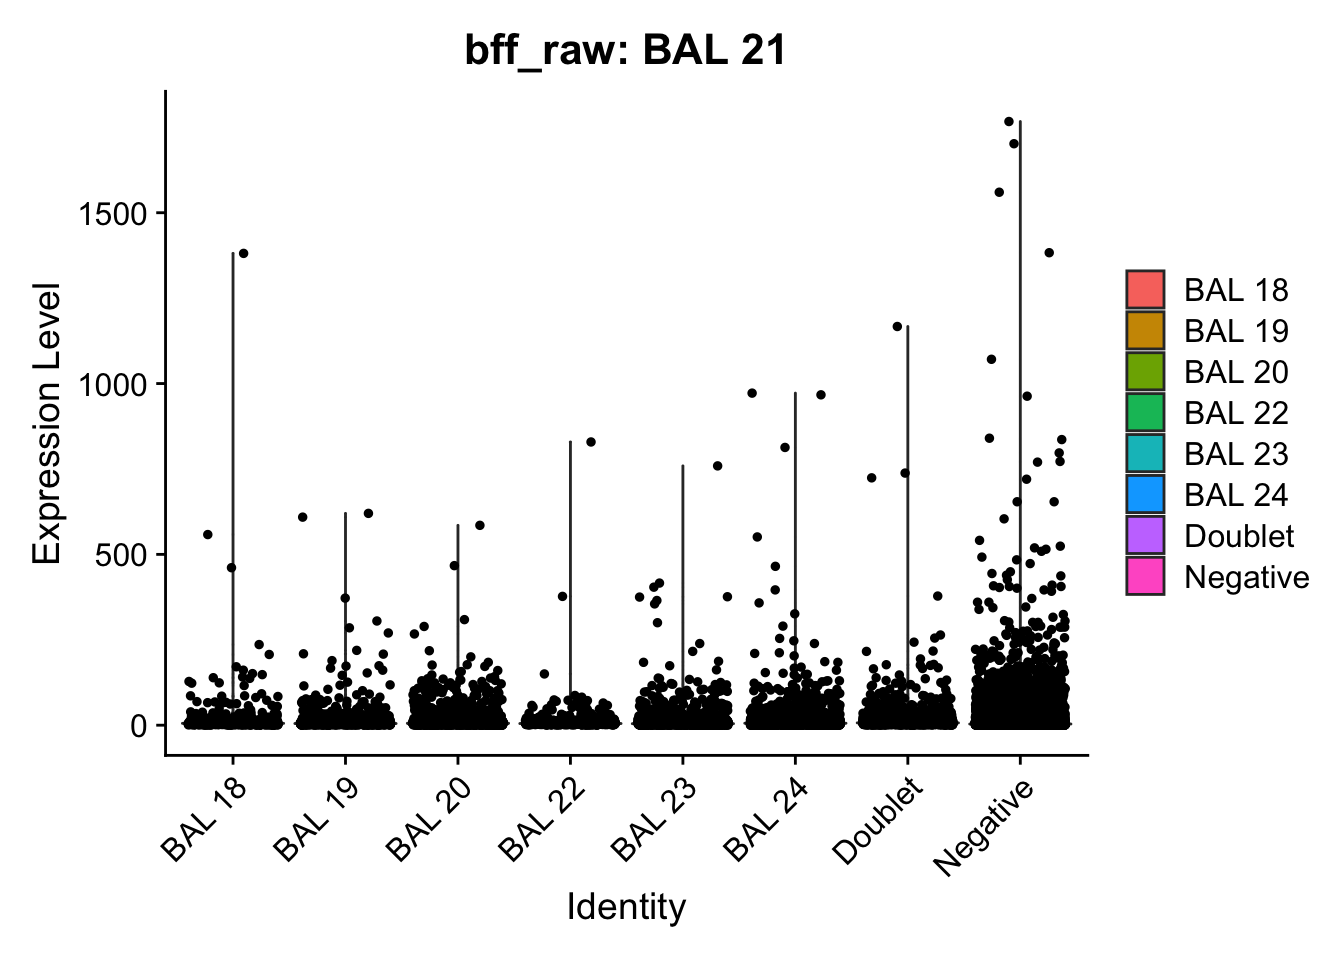 bff_raw: BAL 21
Expression Level
1500
1000
500
0
BAL 18
BAL 19
BAL 20
BAL 22
BAL 23
BAL 24
Doublet
Negative
Identity
BAL 18
BAL 19
BAL 20
BAL 22
BAL 23
BAL 24
Doublet
Negative